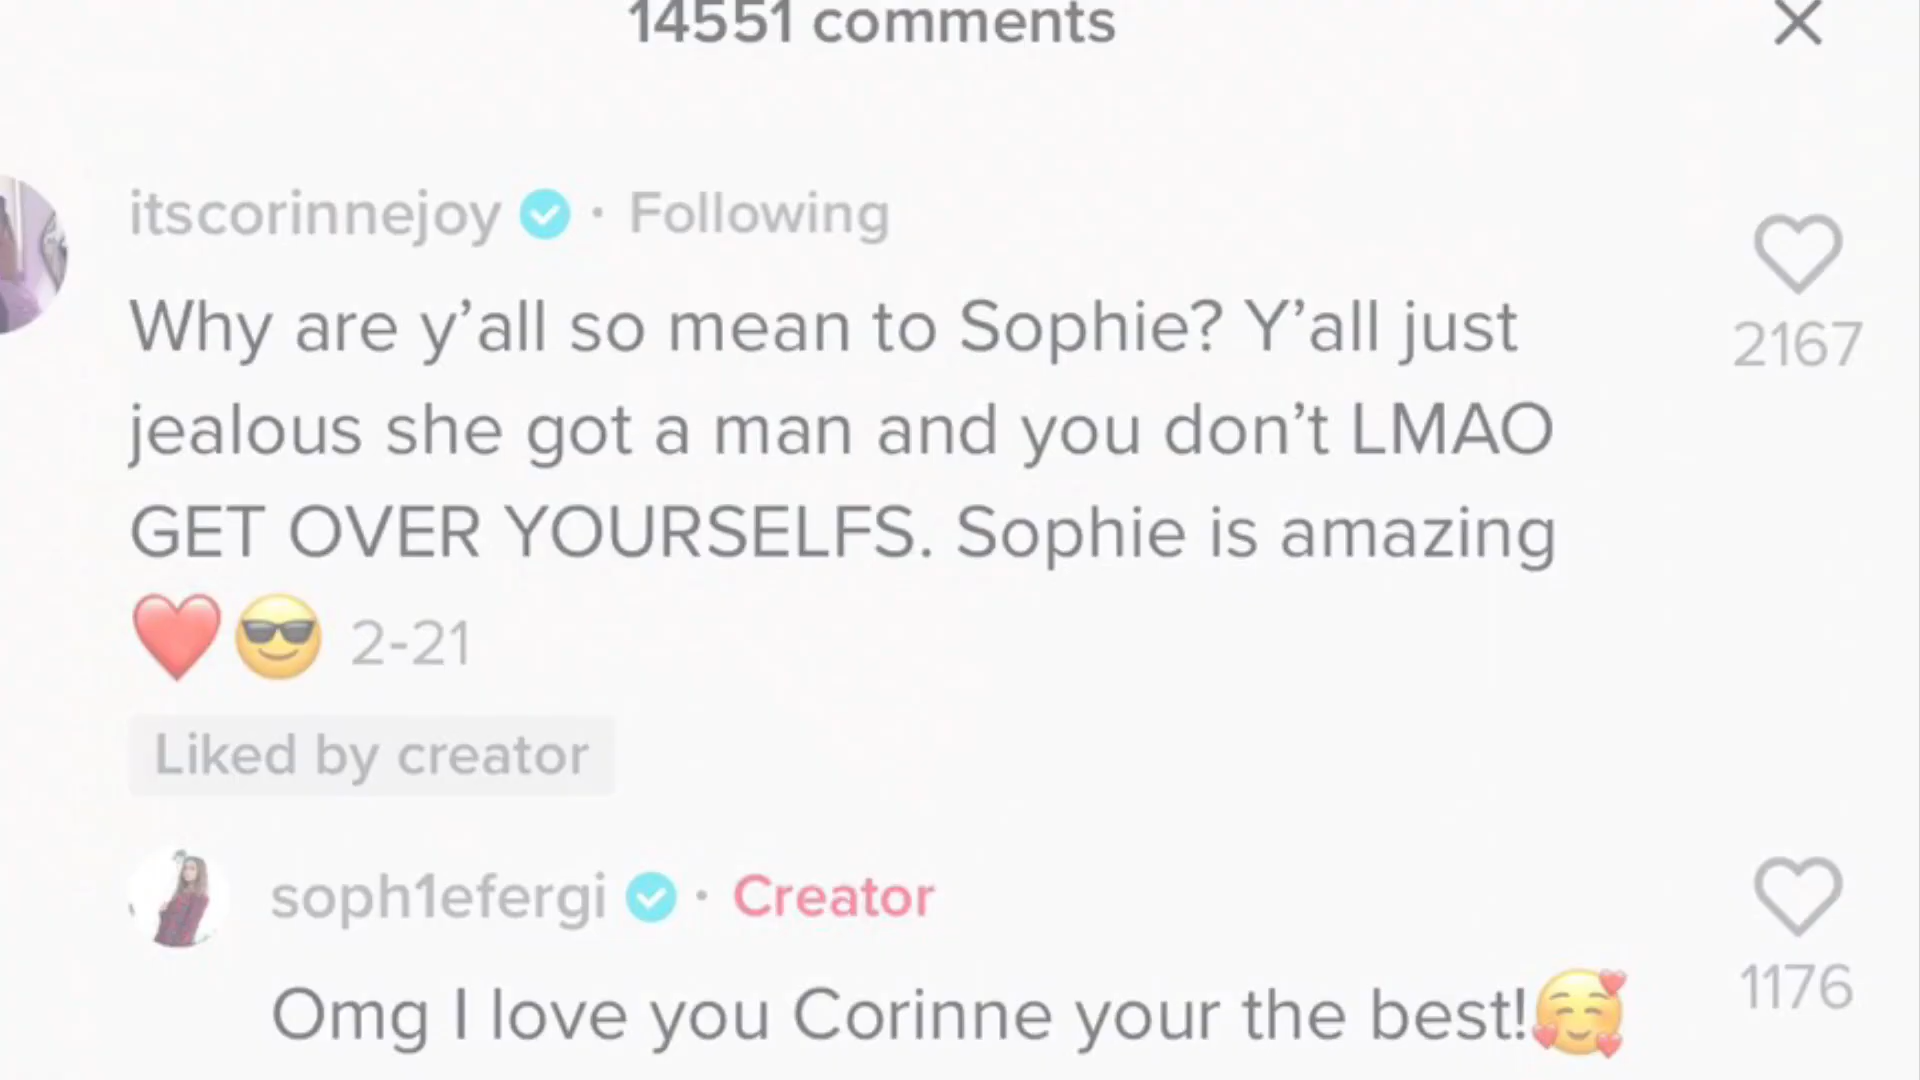 14551 comments
itscorinnejoy · Following
Why are y’all so mean to Sophie? Y’all just
jealous she got a man and you don’t LMAO
GET OVER YOURSELFS. Sophie is amazing
❤️😎 2-21
2167
Liked by creator
soph1efergi · Creator
Omg I love you Corinne your the best!🥰
1176